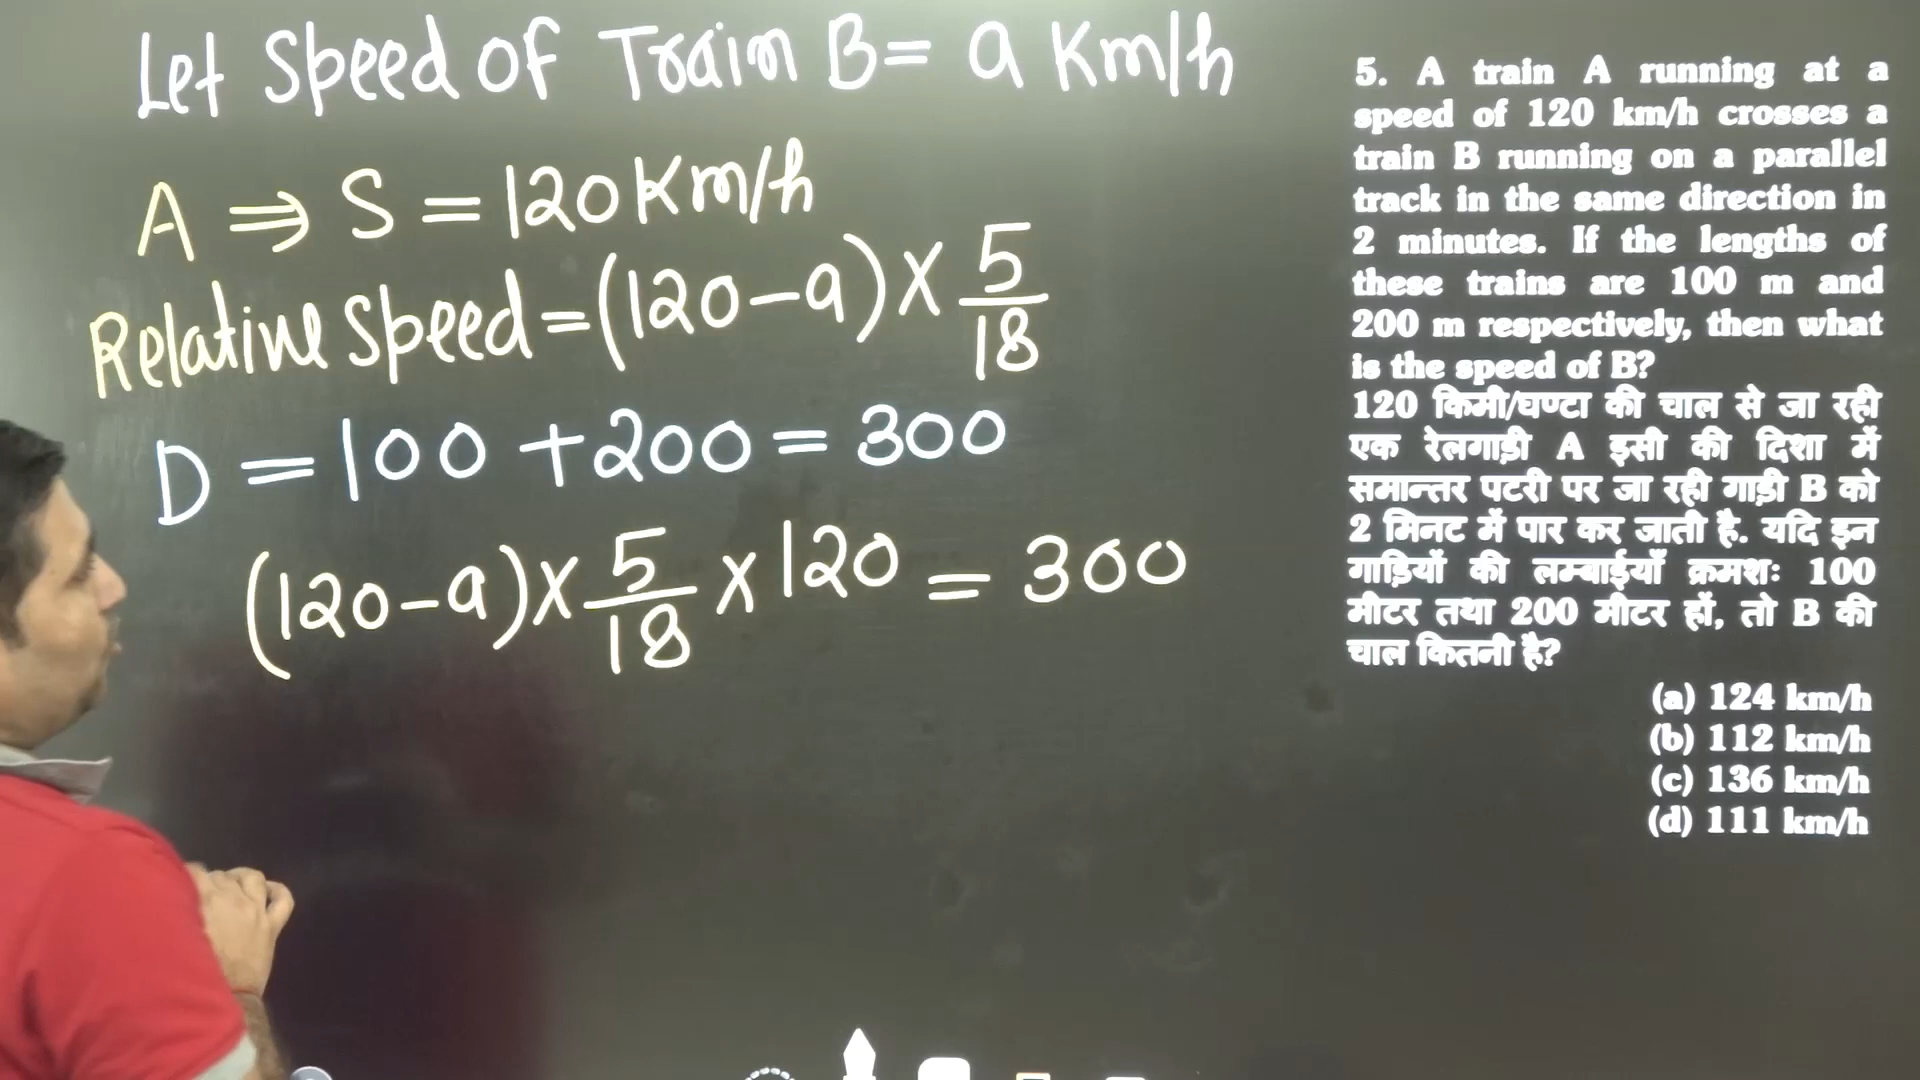 Let Speed of Train B= a Km/h
A ⇒ S = 120 Km/h
Relative Speed=(120-a)× 5/18
D = 100 + 200 = 300
(120-a)× 5/18 × 120 = 300
5. A train A running at a
speed of 120 km/h crosses a
train B running on a parallel
track in the same direction in
2 minutes. If the lengths of
these trains are 100 m and
200 m respectively, then what
is the speed of B?
120 किमी/घण्टा की चाल से जा रही
एक रेलगाड़ी A इसी की दिशा में
समान्तर पटरी पर जा रही गाड़ी B को
2 मिनट में पार कर जाती है. यदि इन
गाड़ियों की लम्बाईयाँ क्रमशः 100
मीटर तथा 200 मीटर हों, तो B की
चाल कितनी है?
(a) 124 km/h
(b) 112 km/h
(c) 136 km/h
(d) 111 km/h